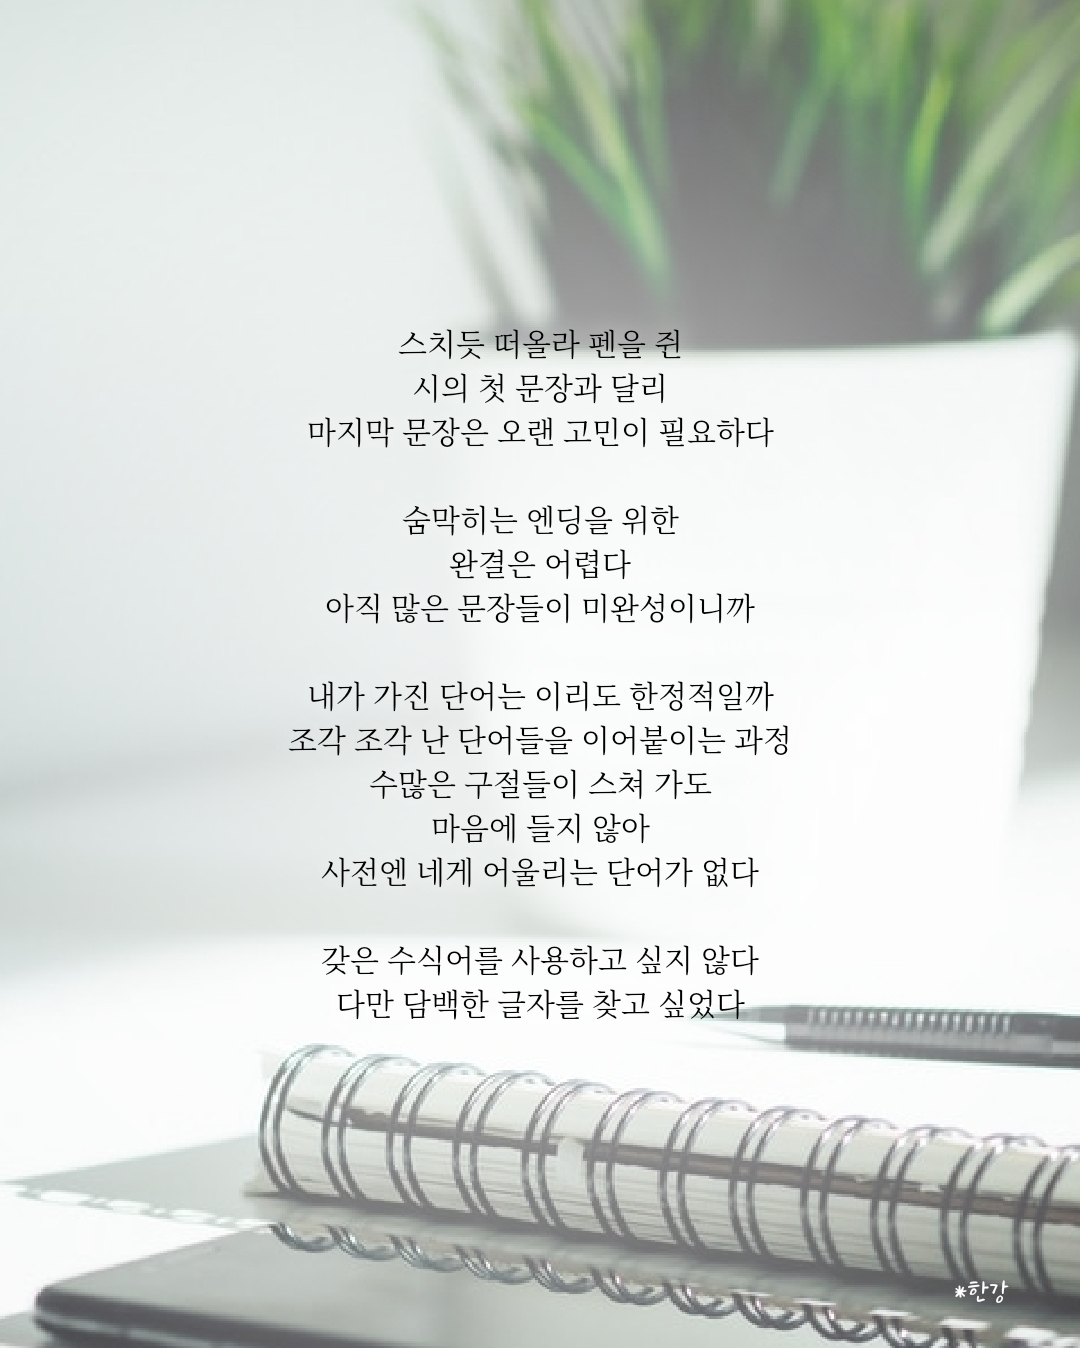 스치듯 떠올라 펜을 쥔
시의 첫 문장과 달리
마지막 문장은 오랜 고민이 필요하다
숨막히는 엔딩을 위한
완결은 어렵다
아직 많은 문장들이 미완성이니까
내가 가진 단어는 이리도 한정적일까
조각 조각 난 단어들을 이어붙이는 과정
수많은 구절들이 스쳐 가도
마음에 들지 않아
사전엔 네게 어울리는 단어가 없다
갖은 수식어를 사용하고 싶지 않다
다만 담백한 글자를 찾고 싶었다
*한강